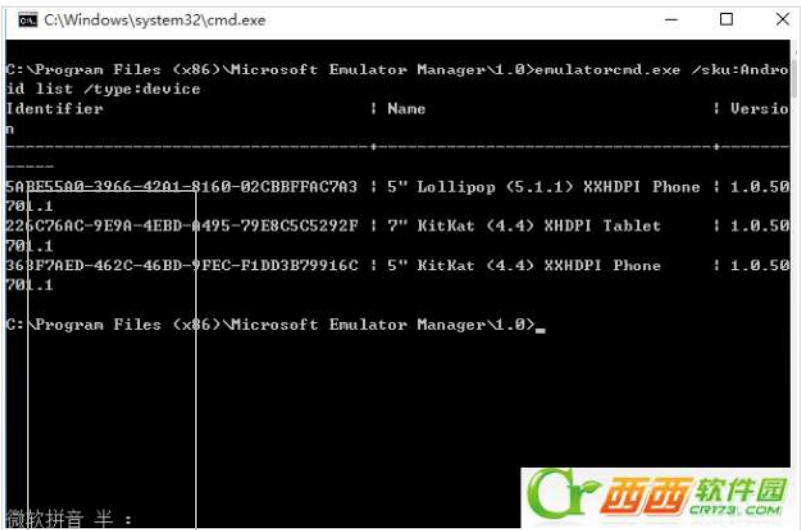 C:\Windows\system32\cmd.exe
C:\Program Files (x86)\Microsoft Emulator Manager\1.0>emulatorcmd.exe /sku:Andro
id list /type:device
Identifier | Name | Versio
n
-------------------------------------+----------------------------------+-------
-----
5ABE55A0-3966-42A1-8160-02CBBFFAC7A3 | 5" Lollipop (5.1.1) XXHDPI Phone | 1.0.50
701.1
226C76AC-9E9A-4EBD-A495-79E8C5C5292F | 7" KitKat (4.4) XHDPI Tablet | 1.0.50
701.1
363F7AED-462C-46BD-9FEC-F1DD3B79916C | 5" KitKat (4.4) XXHDPI Phone | 1.0.50
701.1
C:\Program Files (x86)\Microsoft Emulator Manager\1.0>_
微软拼音 半 :
Cr 西西软件园
CR173.COM